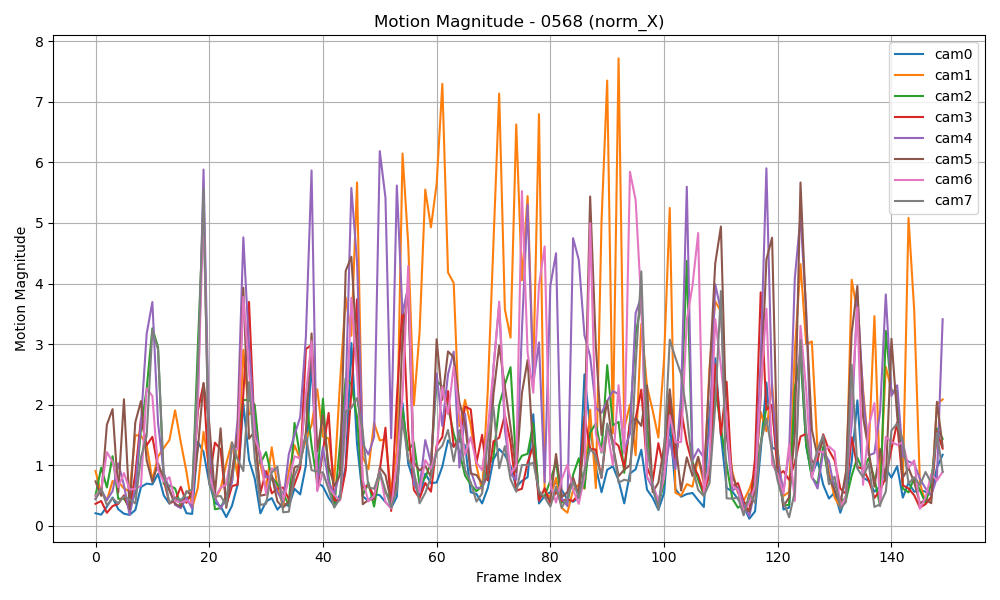 Motion Magnitude - 0568 (norm_X)
8
7
6
5
4
3
2
1
0
Motion Magnitude
0 20 40 60 80 100 120 140
Frame Index
cam0
cam1
cam2
cam3
cam4
cam5
cam6
cam7